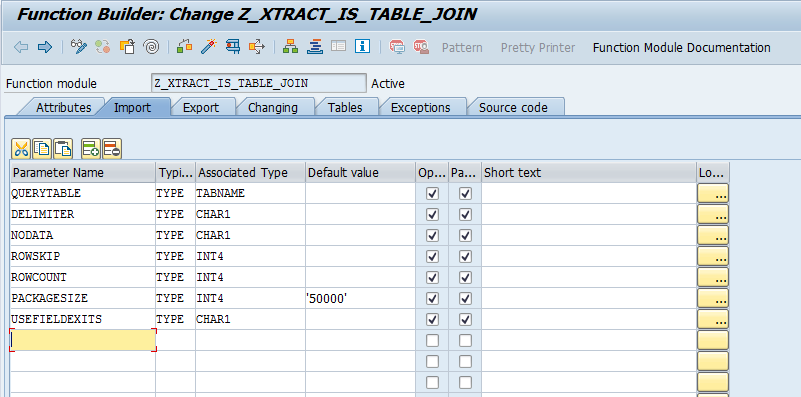 Function Builder: Change Z_XTRACT_IS_TABLE_JOIN
Pattern Pretty Printer Function Module Documentation
Function module Z_XTRACT_IS_TABLE_JOIN Active
Attributes Import Export Changing Tables Exceptions Source code
Parameter Name Typi... Associated Type Default value Op... Pa... Short text Lo...
QUERYTABLE TYPE TABNAME ...
DELIMITER TYPE CHAR1 ...
NODATA TYPE CHAR1 ...
ROWSKIP TYPE INT4 ...
ROWCOUNT TYPE INT4 ...
PACKAGESIZE TYPE INT4 '50000' ...
USEFIELDEXITS TYPE CHAR1 ...
...
...
...